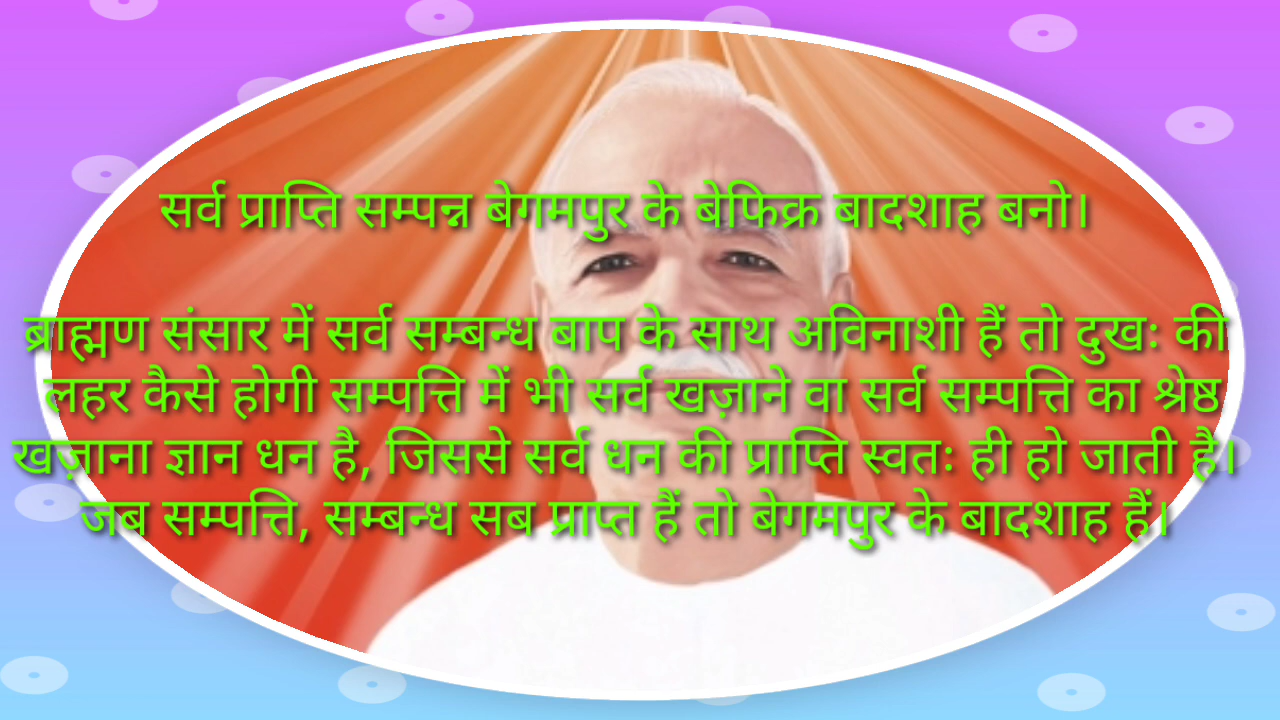 सर्व प्राप्ति सम्पन्न बेगमपुर के बेफिक्र बादशाह बनो।
ब्राह्मण संसार में सर्व सम्बन्ध बाप के साथ अविनाशी हैं तो दुखः की
लहर कैसे होगी सम्पत्ति में भी सर्व खज़ाने वा सर्व सम्पत्ति का श्रेष्ठ
खज़ाना ज्ञान धन है, जिससे सर्व धन की प्राप्ति स्वतः ही हो जाती है।
जब सम्पत्ति, सम्बन्ध सब प्राप्त हैं तो बेगमपुर के बादशाह हैं।